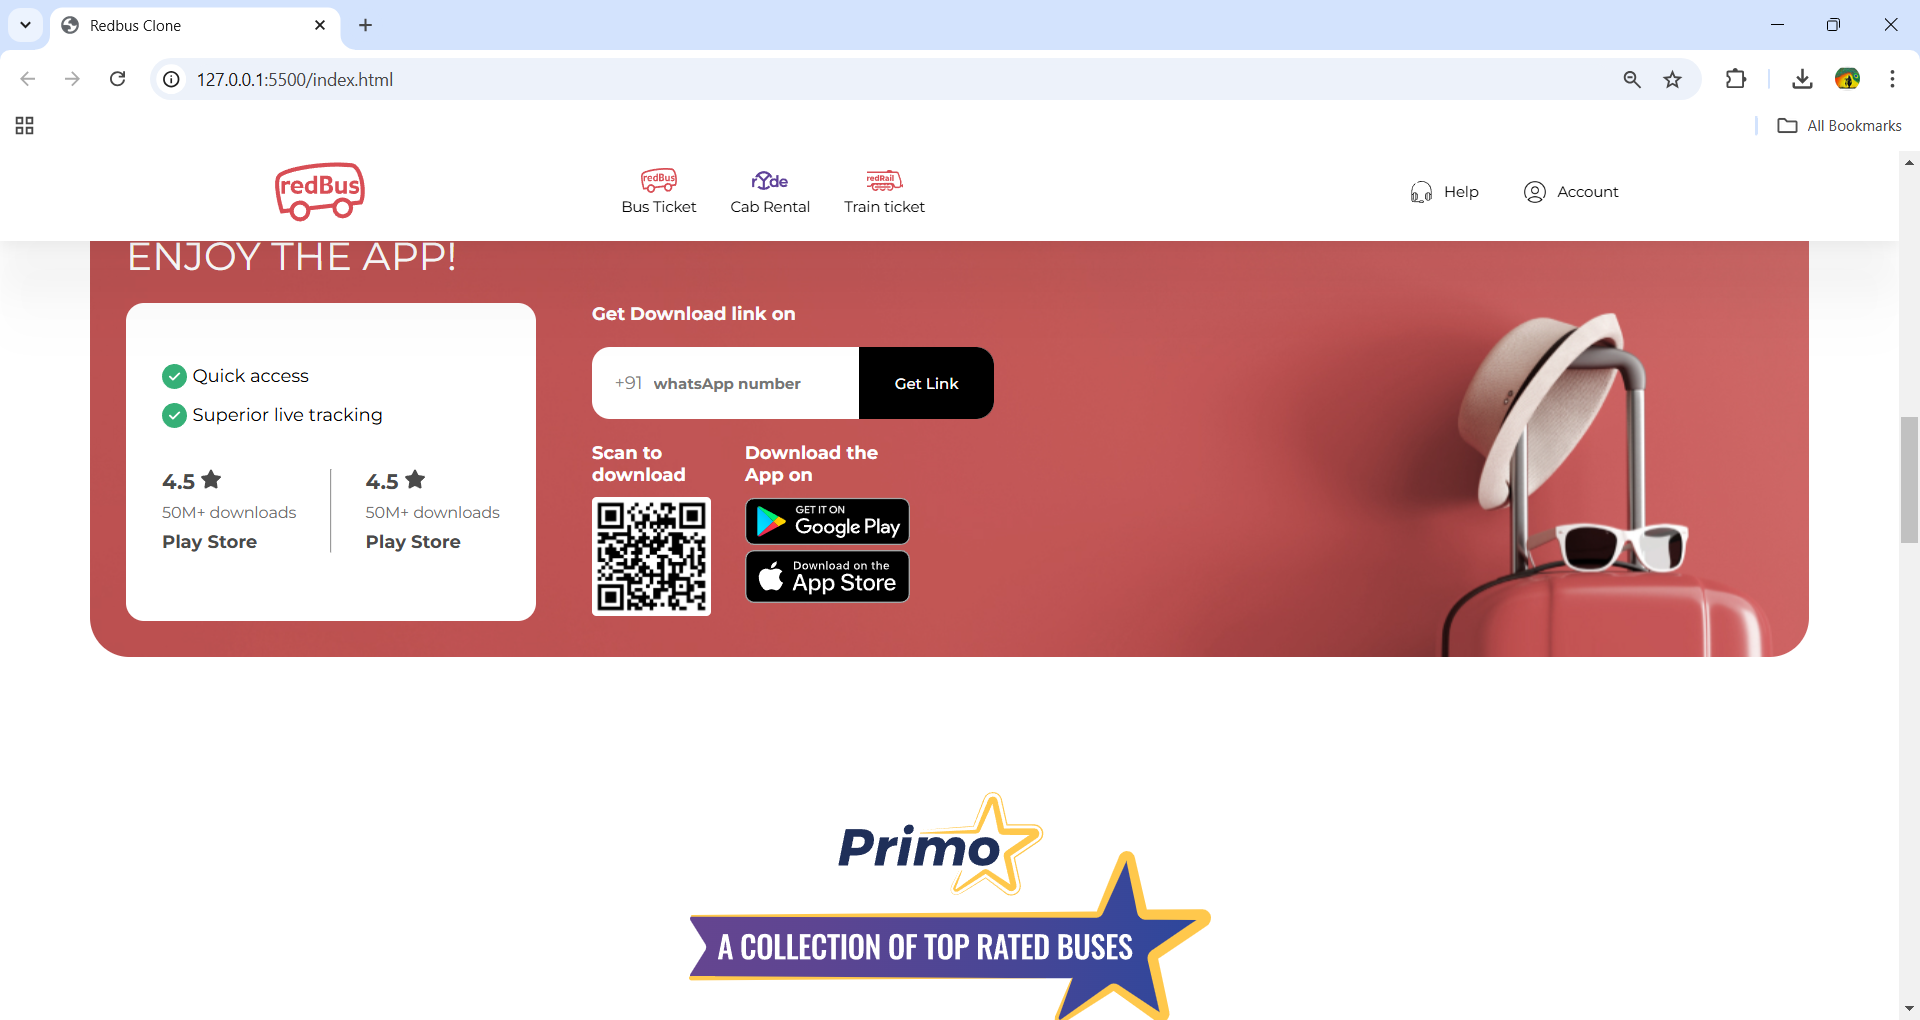 Redbus Clone
127.0.0.1:5500/index.html
All Bookmarks
redBus
redBus
Bus Ticket
rYde
Cab Rental
redRail
Train ticket
Help
Account
ENJOY THE APP!
Quick access
Superior live tracking
4.5
50M+ downloads
Play Store
4.5
50M+ downloads
Play Store
Get Download link on
+91 whatsApp number
Get Link
Scan to
download
Download the
App on
GET IT ON
Google Play
Download on the
App Store
Primo
A COLLECTION OF TOP RATED BUSES